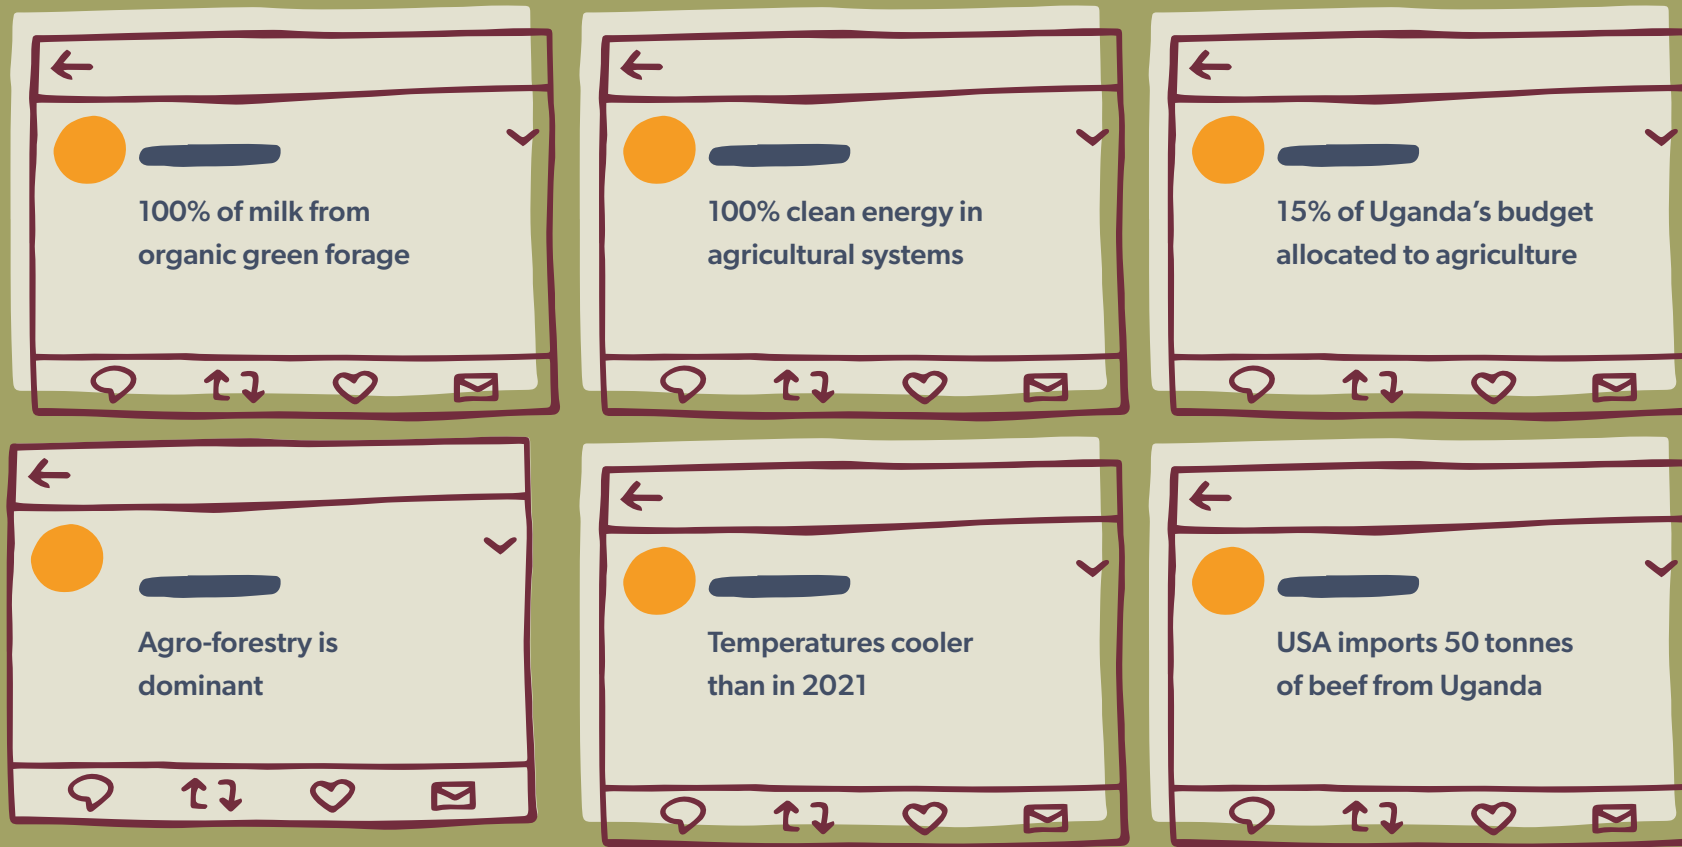 100% of milk from
organic green forage
100% clean energy in
agricultural systems
15% of Uganda’s budget
allocated to agriculture
Agro-forestry is
dominant
Temperatures cooler
than in 2021
USA imports 50 tonnes
of beef from Uganda